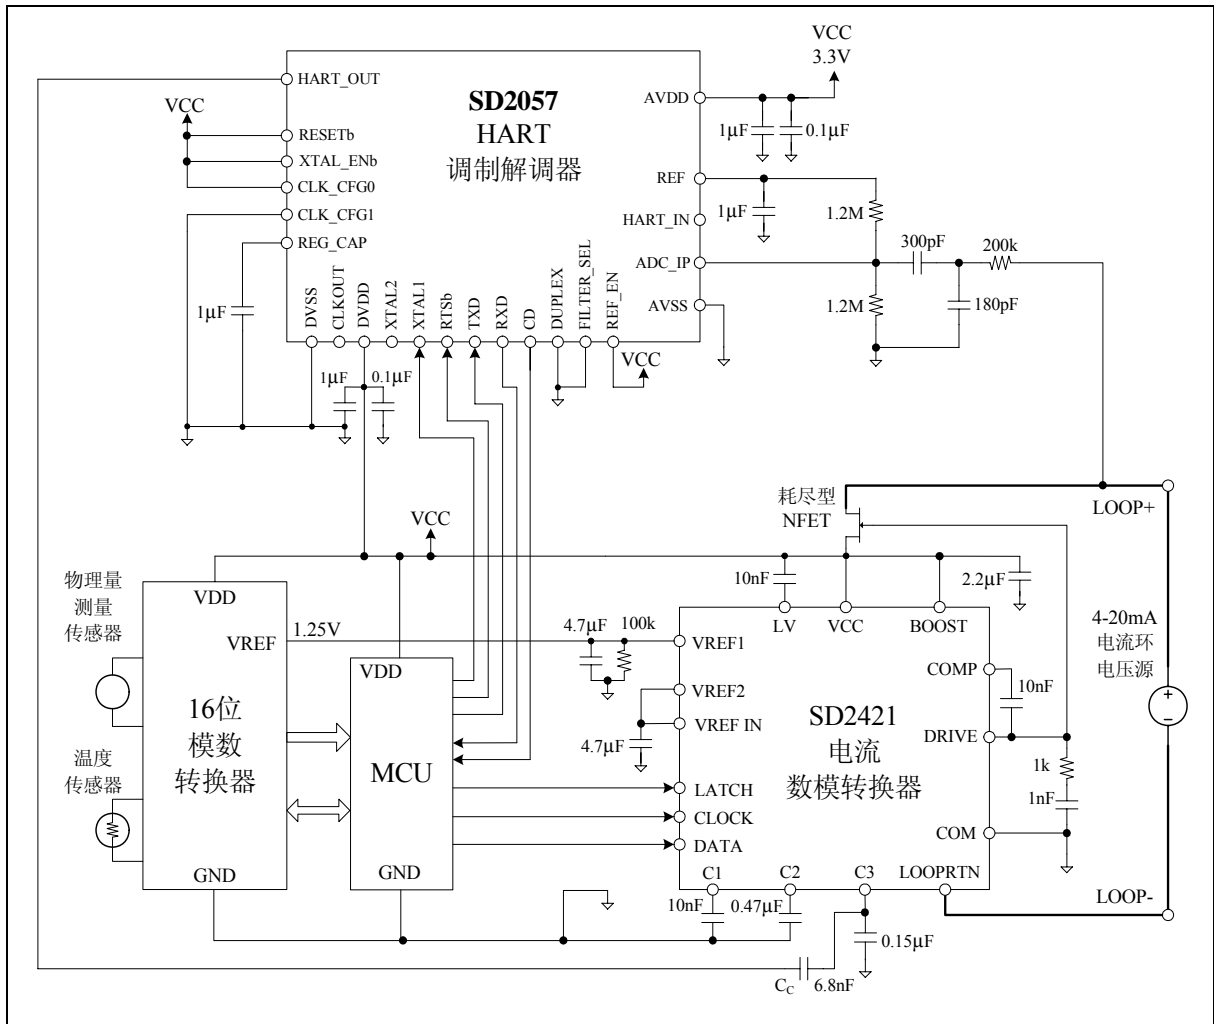 HART_OUT
VCC
RESETb
XTAL_ENb
CLK_CFG0
CLK_CFG1
REG_CAP
1μF
SD2057
HART
调制解调器
VCC
3.3V
AVDD
1μF
0.1μF
REF
1μF
1.2M
HART_IN
300pF
200k
ADC_IP
1.2M
180pF
AVSS
DVSS
CLKOUT
DVDD
XTAL2
XTAL1
RTSb
TXD
RXD
CD
DUPLEX
FILTER_SEL
REF_EN
VCC
1μF
0.1μF
耗尽型
NFET
LOOP+
VCC
10nF
2.2μF
物理量
测量
传感器
VDD
VREF
1.25V
4.7μF
100k
LV
VCC
BOOST
VREF1
COMP
10nF
4-20mA
电流环
电压源
VDD
VREF2
VREF IN
4.7μF
SD2421
电流
数模转换器
DRIVE
1k
1nF
16位
模数
转换器
温度
传感器
MCU
LATCH
CLOCK
DATA
COM
GND
GND
C1
C2
C3
LOOPRTN
LOOP-
10nF
0.47μF
0.15μF
CC
6.8nF